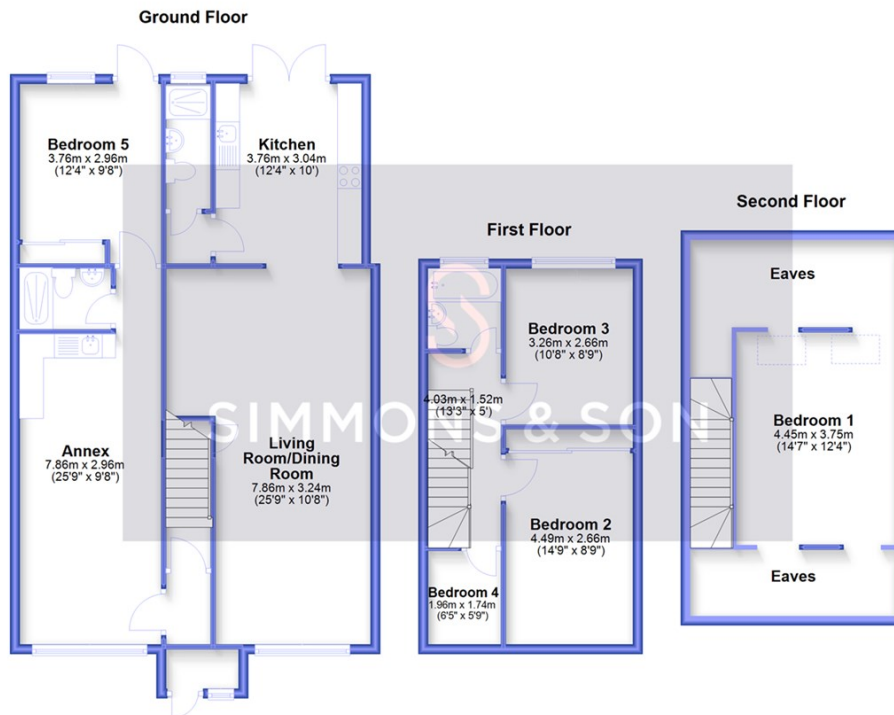 Ground Floor
Bedroom 5
3.76m x 2.96m
(12'4" x 9'8")
Kitchen
3.76m x 3.04m
(12'4" x 10')
Annex
7.86m x 2.96m
(25'9" x 9'8")
Living
Room/Dining
Room
7.86m x 3.24m
(25'9" x 10'8")
First Floor
Bedroom 3
3.26m x 2.66m
(10'8" x 8'9")
4.03m x 1.52m
(13'3" x 5')
Bedroom 2
4.49m x 2.66m
(14'9" x 8'9")
Bedroom 4
1.96m x 1.74m
(6'5" x 5'9")
Second Floor
Eaves
Bedroom 1
4.45m x 3.75m
(14'7" x 12'4")
Eaves
S
SIMMONS & SON